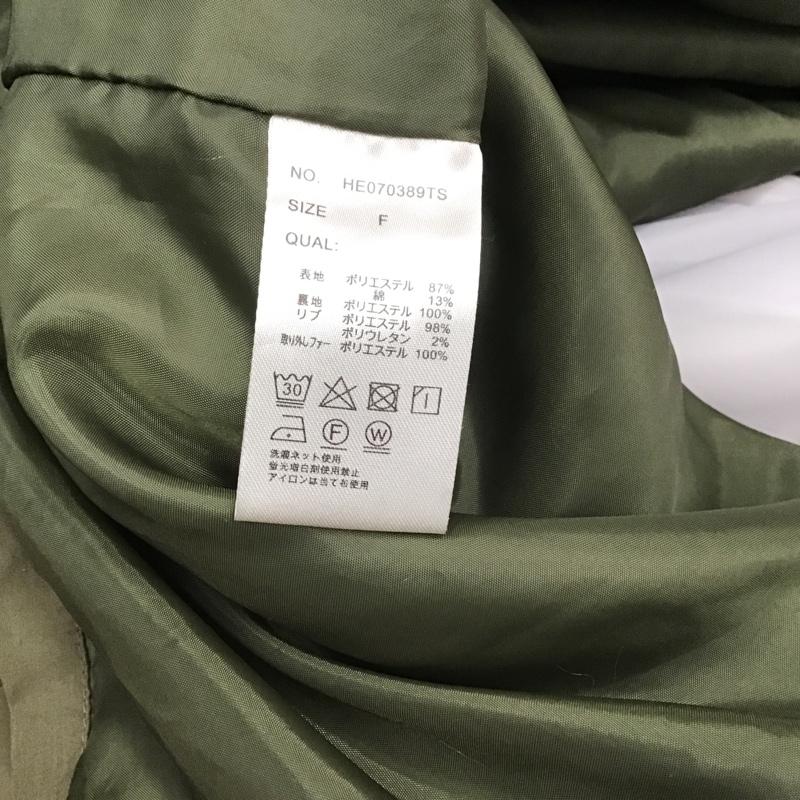 NO. HE070389TS
SIZE F
QUAL:
表地 ポリエステル 87%
綿 13%
裏地 ポリエステル 100%
リブ ポリエステル 98%
ポリウレタン 2%
取り外しファー ポリエステル 100%
30
F W
洗濯ネット使用
蛍光増白剤使用禁止
アイロンは当て布使用